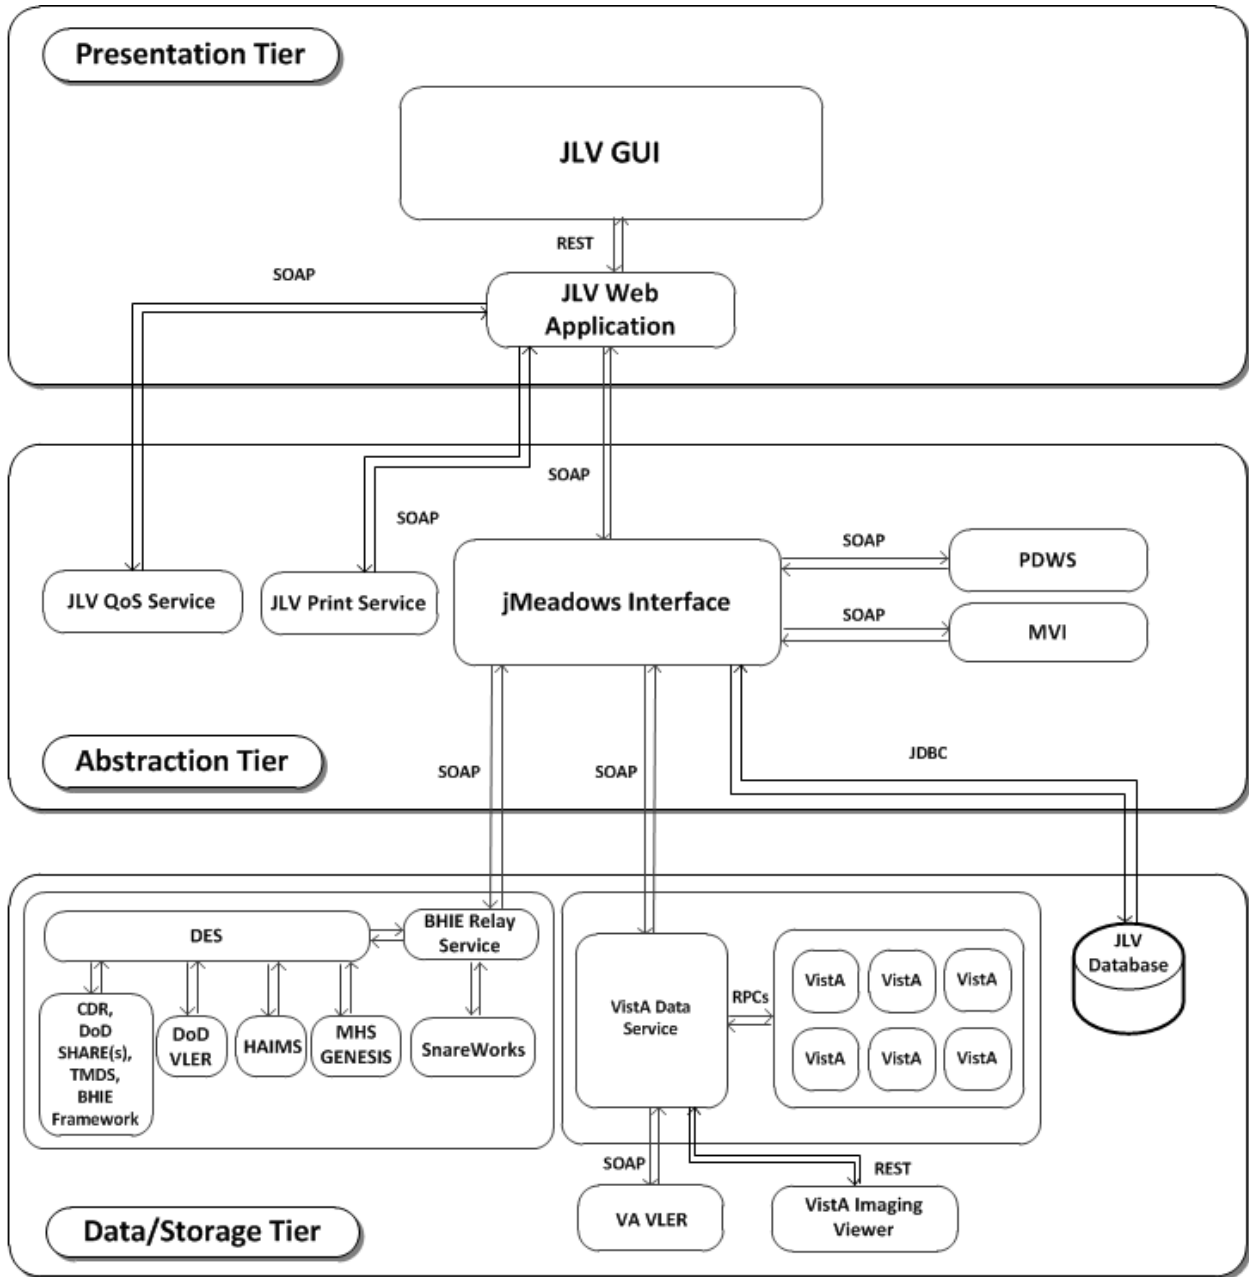 Presentation Tier
JLV GUI
REST
SOAP
JLV Web
Application
SOAP
SOAP
SOAP
PDWS
JLV QoS Service
JLV Print Service
jMeadows Interface
SOAP
MVI
Abstraction Tier
SOAP
SOAP
JDBC
DES
BHIE Relay
Service
JLV
Database
VistA
VistA
VistA
VistA Data
Service
RPCs
CDR,
DoD
SHARE(s),
TMDS,
BHIE
Framework
DoD
VLER
HAIMS
MHS
GENESIS
SnareWorks
VistA
VistA
VistA
SOAP
REST
VA VLER
VistA Imaging
Viewer
Data/Storage Tier